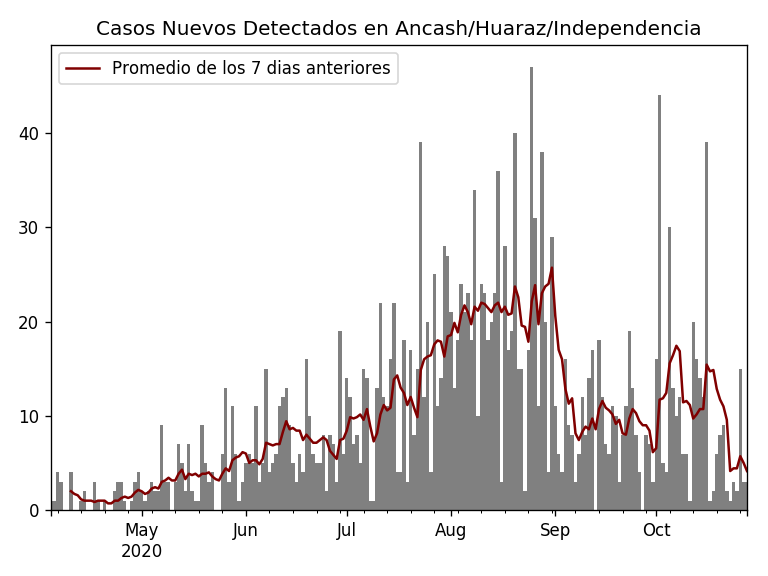 Casos Nuevos Detectados en Ancash/Huaraz/Independencia
Promedio de los 7 dias anteriores
40
30
20
10
0
May Jun Jul Aug Sep Oct
2020